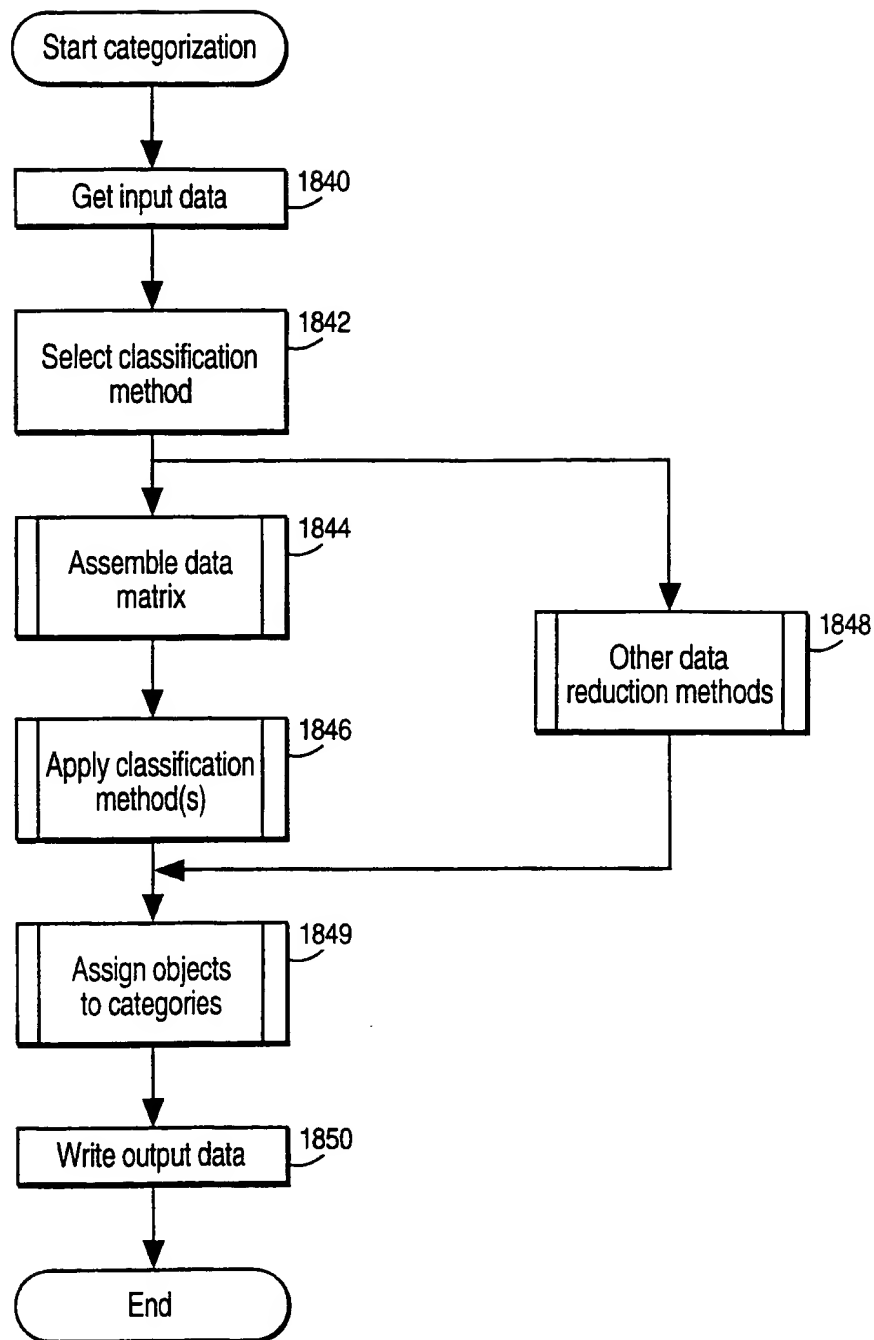 Start categorization
Get input data
1840
Select classification
method
1842
Assemble data
matrix
1844
Other data
reduction methods
1848
Apply classification
method(s)
1846
Assign objects
to categories
1849
Write output data
1850
End